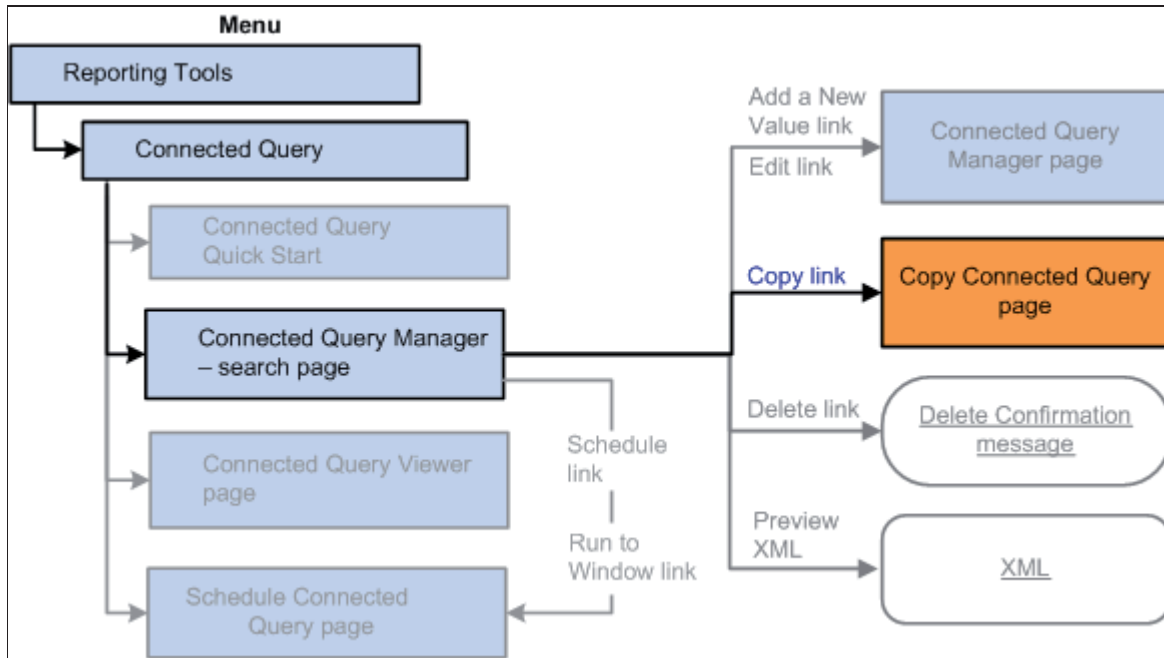 Menu
Reporting Tools
Connected Query
Connected Query
Quick Start
Connected Query Manager
– search page
Connected Query Viewer
page
Schedule Connected
Query page
Schedule
link
Run to
Window link
Add a New
Value link
Edit link
Connected Query
Manager page
Copy link
Copy Connected Query
page
Delete link
Delete Confirmation
message
Preview
XML
XML